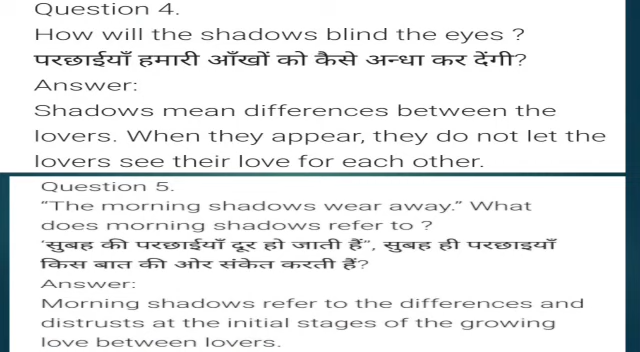 Question 4.
How will the shadows blind the eyes ?
परछाईयाँ हमारी आँखों को कैसे अन्धा कर देंगी?
Answer:
Shadows mean differences between the
lovers. When they appear, they do not let the
lovers see their love for each other.
Question 5.
“The morning shadows wear away.” What
does morning shadows refer to ?
‘सुबह की परछाईयाँ दूर हो जाती हैं”, सुबह ही परछाइयाँ
किस बात की ओर संकेत करती हैं?
Answer:
Morning shadows refer to the differences and
distrusts at the initial stages of the growing
love between lovers.